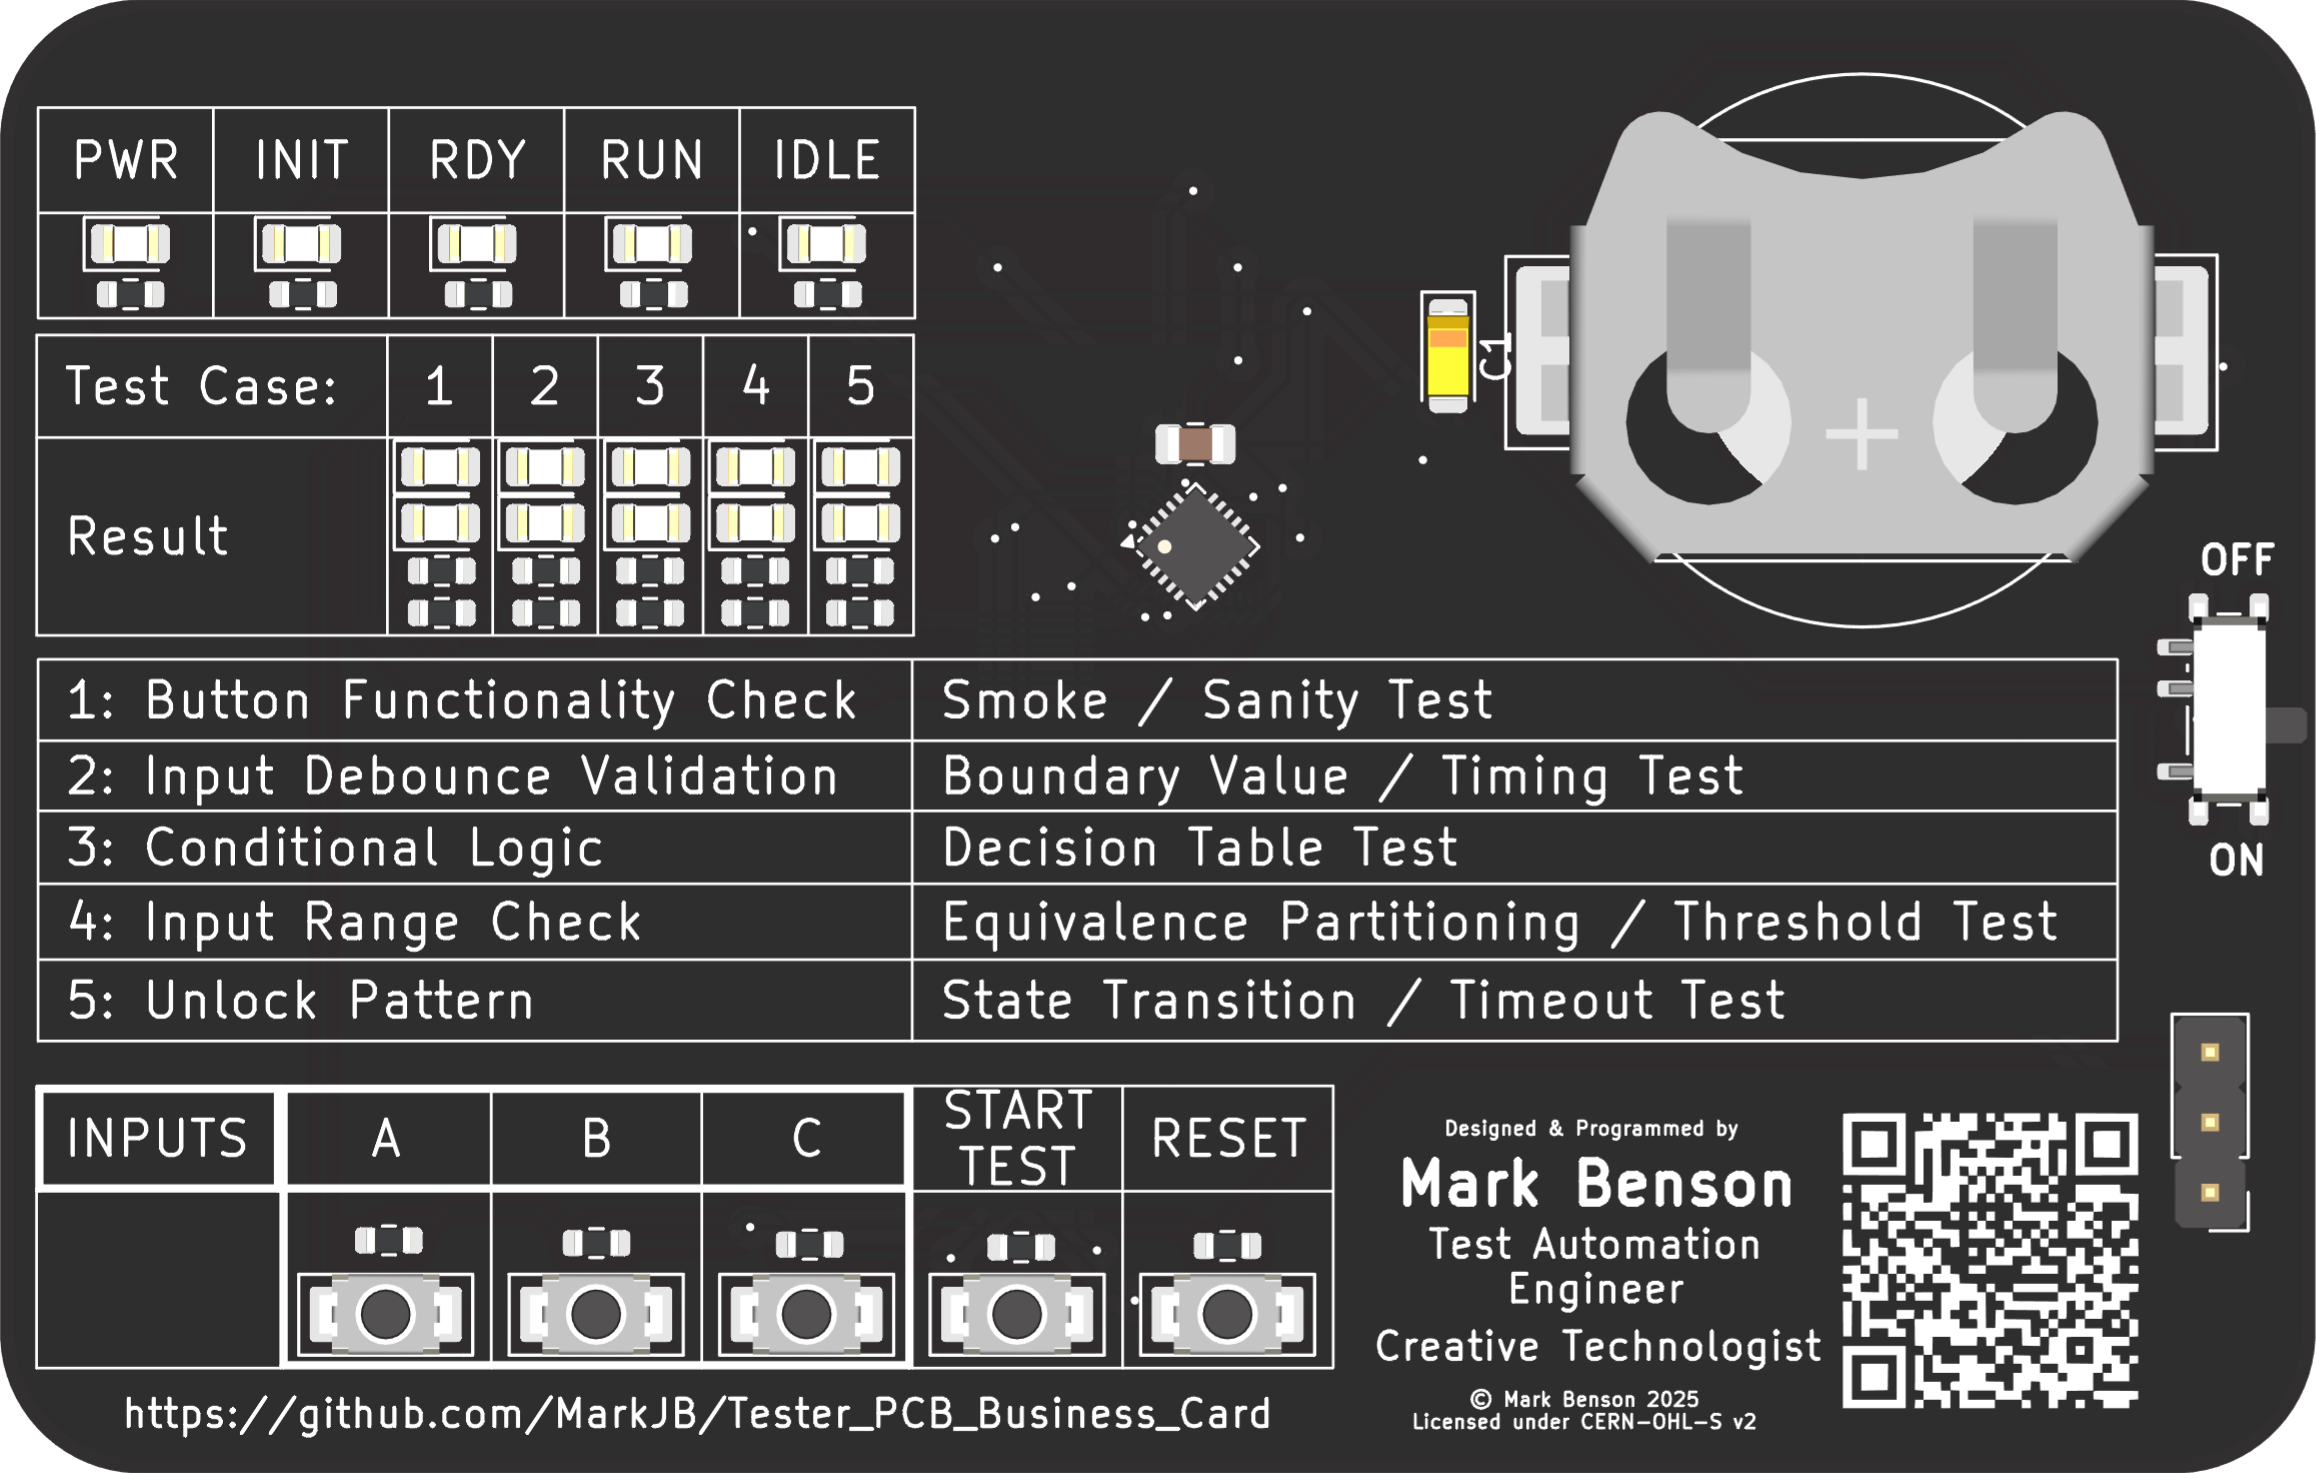 PWR INIT RDY RUN IDLE
Test Case: 1 2 3 4 5
Result
C1
+
OFF
ON
1: Button Functionality Check Smoke / Sanity Test
2: Input Debounce Validation Boundary Value / Timing Test
3: Conditional Logic Decision Table Test
4: Input Range Check Equivalence Partitioning / Threshold Test
5: Unlock Pattern State Transition / Timeout Test
INPUTS A B C
START
TEST
RESET
Designed & Programmed by
Mark Benson
Test Automation
Engineer
Creative Technologist
© Mark Benson 2025
Licensed under CERN-OHL-S v2
https://github.com/MarkJB/Tester_PCB_Business_Card